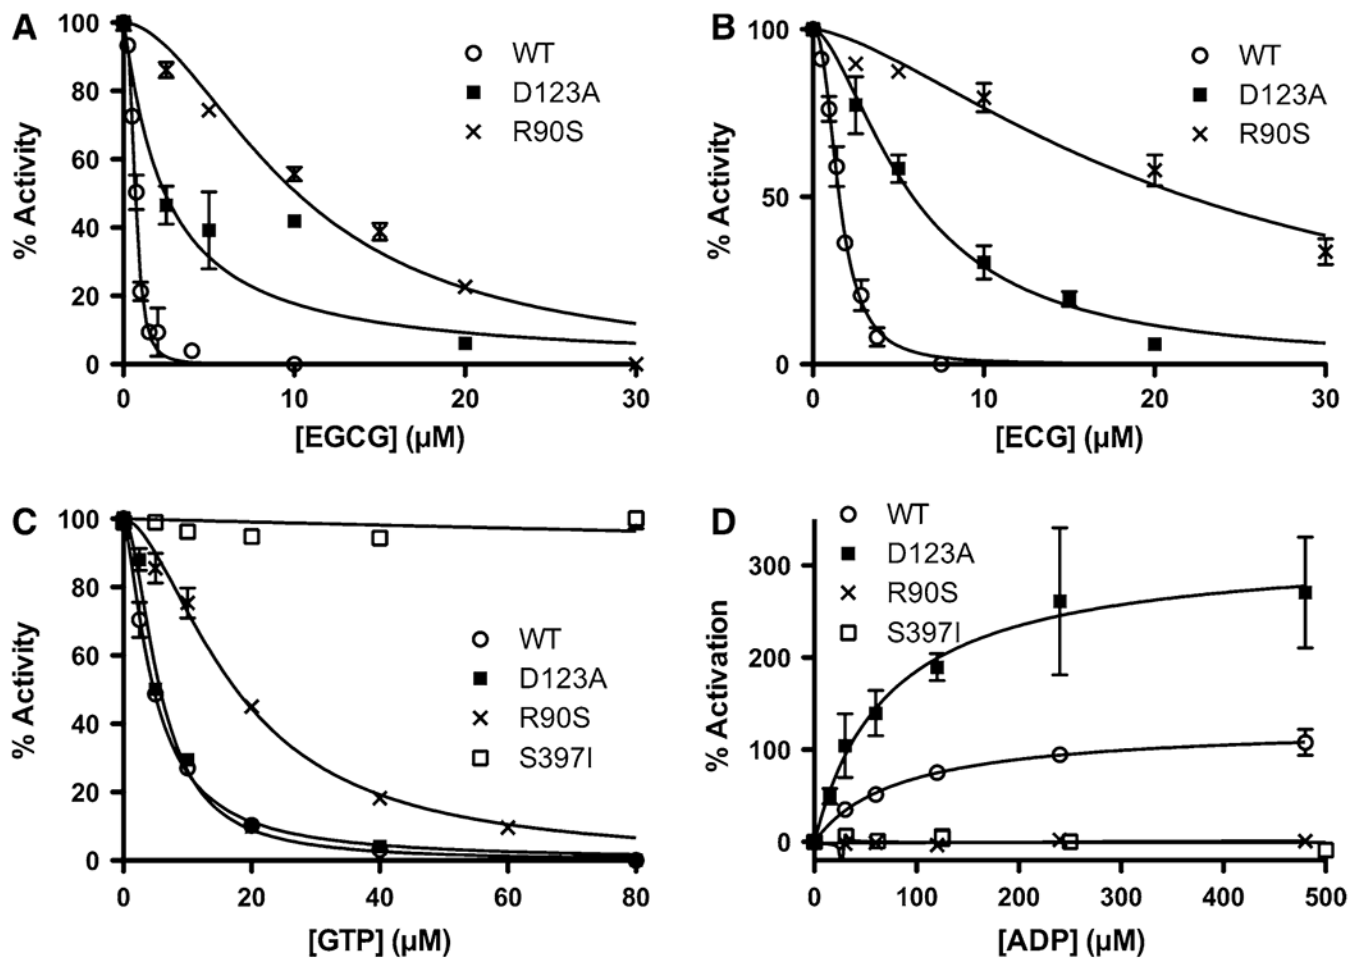 A
% Activity
100
80
60
40
20
0
0 10 20 30
[EGCG] (µM)
WT
D123A
R90S
B
% Activity
100
50
0
0 10 20 30
[ECG] (µM)
WT
D123A
R90S
C
% Activity
100
80
60
40
20
0
0 20 40 60 80
[GTP] (µM)
WT
D123A
R90S
S397I
D
% Activation
300
200
100
0
0 100 200 300 400 500
[ADP] (µM)
WT
D123A
R90S
S397I